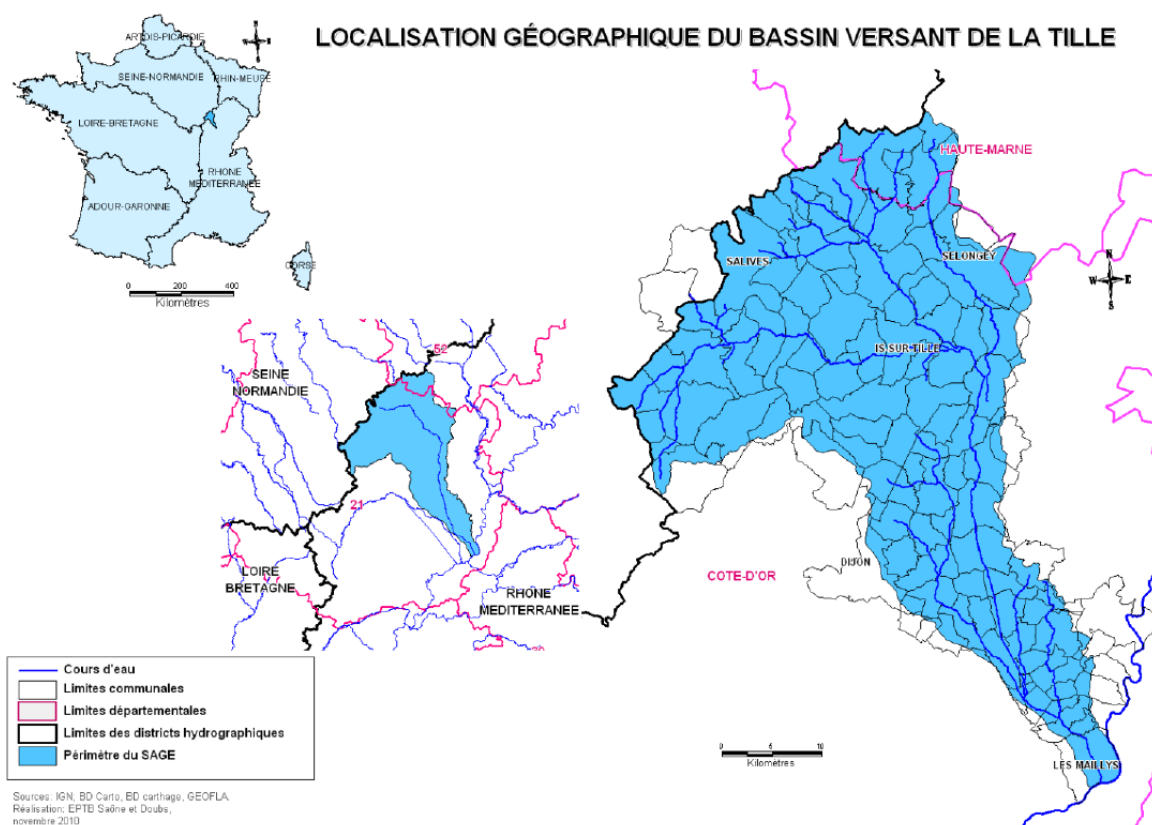 LOCALISATION GÉOGRAPHIQUE DU BASSIN VERSANT DE LA TILLE
ARTOIS-PICARDIE
N
W E
S
SEINE-NORMANDIE
RHIN-MEUSE
LOIRE-BRETAGNE
RHONE
MEDITERRANEE
ADOUR-GARONNE
CORSE
0 200 400
Kilomètres
HAUTE-MARNE
SALIVES
SELONGEY
N
W E
S
IS-SUR-TILLE
DIJON
COTE-D'OR
LES MAILLYS
0 5 10
Kilomètres
52
SEINE
NORMANDIE
21
LOIRE
BRETAGNE
RHONE
MEDITERRANEE
Cours d'eau
Limites communales
Limites départementales
Limites des districts hydrographiques
Périmètre du SAGE
Sources: IGN, BD Carto, BD carthage, GEOFLA.
Réalisation: EPTB Saône et Doubs,
novembre 2010